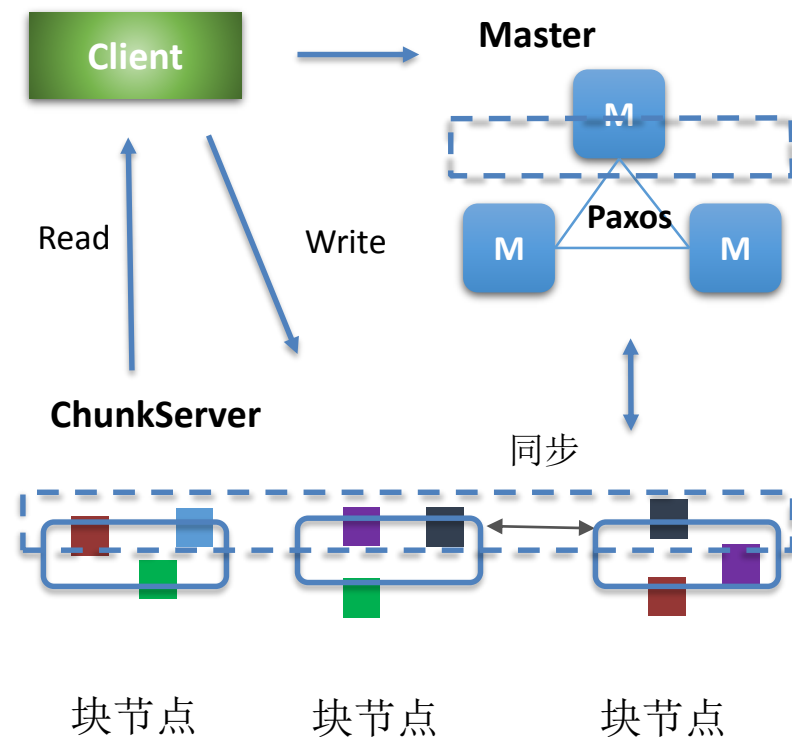 Client
Master
M
Paxos
M
M
Read
Write
ChunkServer
同步
块节点
块节点
块节点